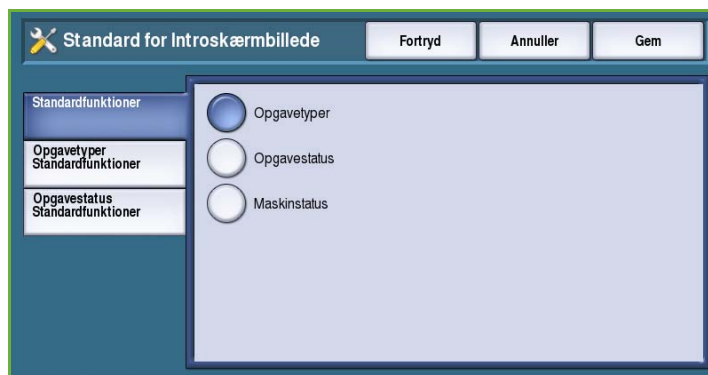 Standard for Introskærmbillede
Fortryd
Annuller
Gem
Standardfunktioner
Opgavetyper
Standardfunktioner
Opgavestatus
Standardfunktioner
Opgavetyper
Opgavestatus
Maskinstatus